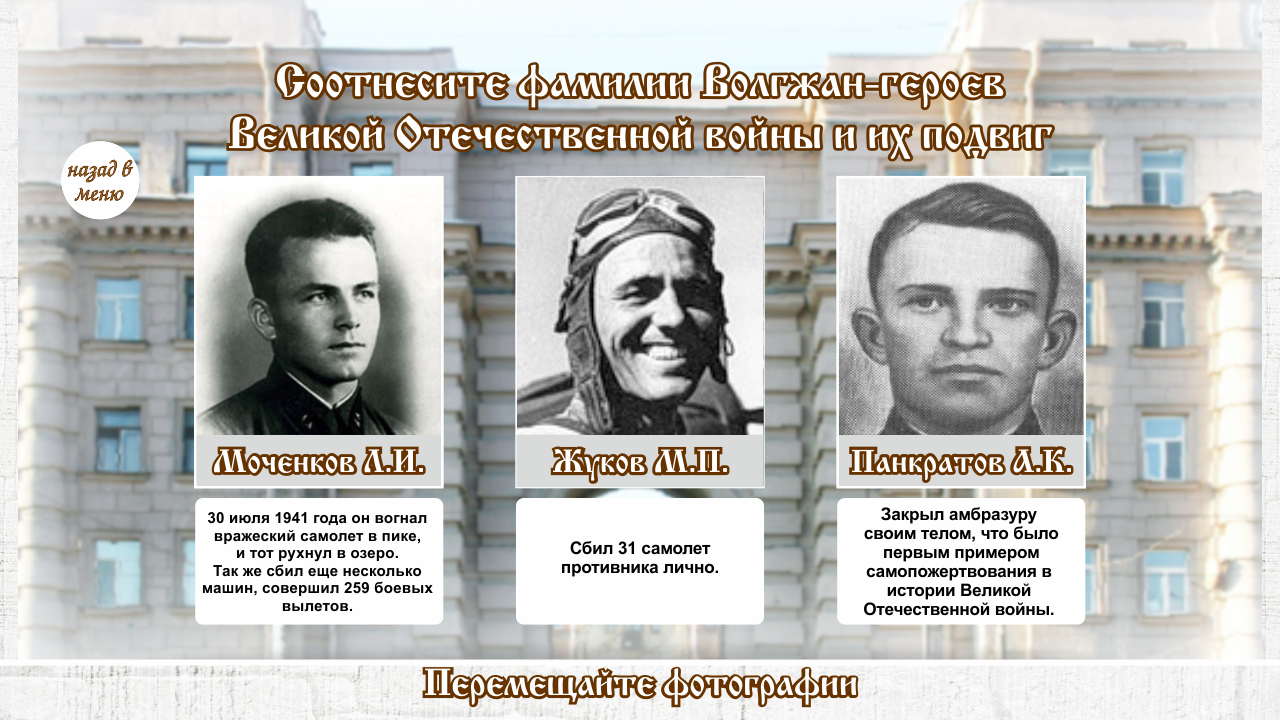 Соотнесите фамилии Волгжан-героев
Великой Отечественной войны и их подвиг
назад в
меню
Моченков Л.И.
Жуков М.П.
Панкратов А.К.
30 июля 1941 года он вогнал
вражеский самолет в пике,
и тот рухнул в озеро.
Так же сбил еще несколько
машин, совершил 259 боевых
вылетов.
Сбил 31 самолет
противника лично.
Закрыл амбразуру
своим телом, что было
первым примером
самопожертвования в
истории Великой
Отечественной войны.
Перемещайте фотографии